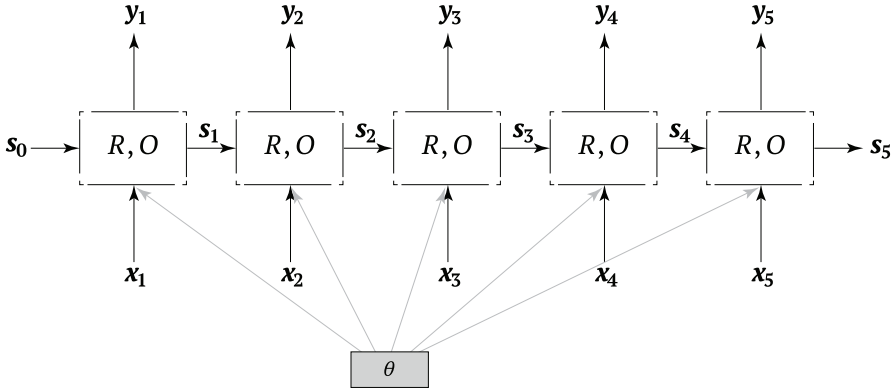 y₁ y₂ y₃ y₄ y₅
s₀ R, O s₁ R, O s₂ R, O s₃ R, O s₄ R, O s₅
x₁ x₂ x₃ x₄ x₅
θ